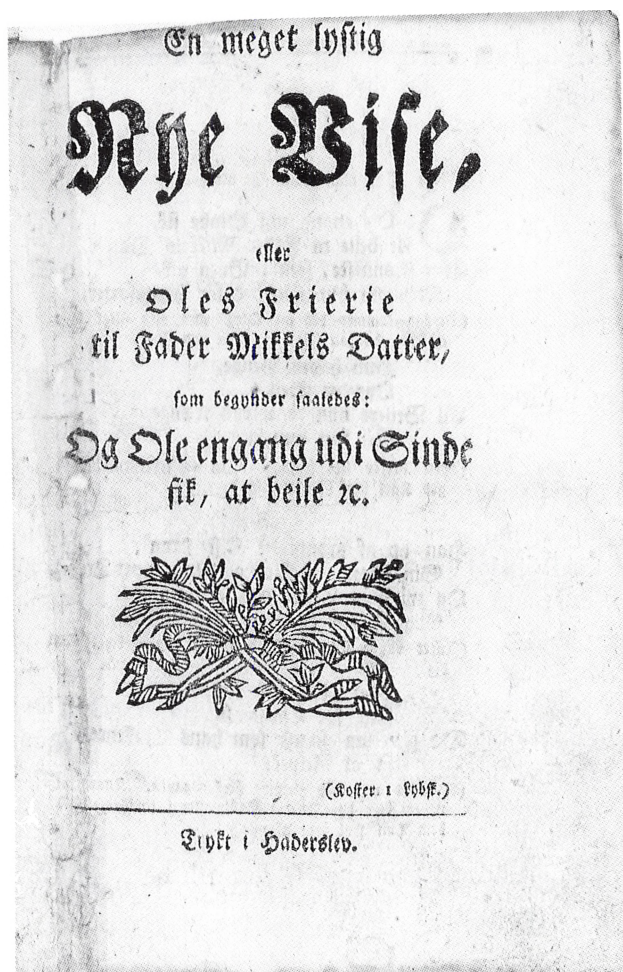 En meget lystig
Nye Vise,
eller
Oles Frierie
til Fader Mikkels Datter,
som begynder saaledes:
Og Ole engang udi Sinde
fik, at beile ꝛc.
(Koster. 1 Lybsk.)
Trykt i Haderslev.